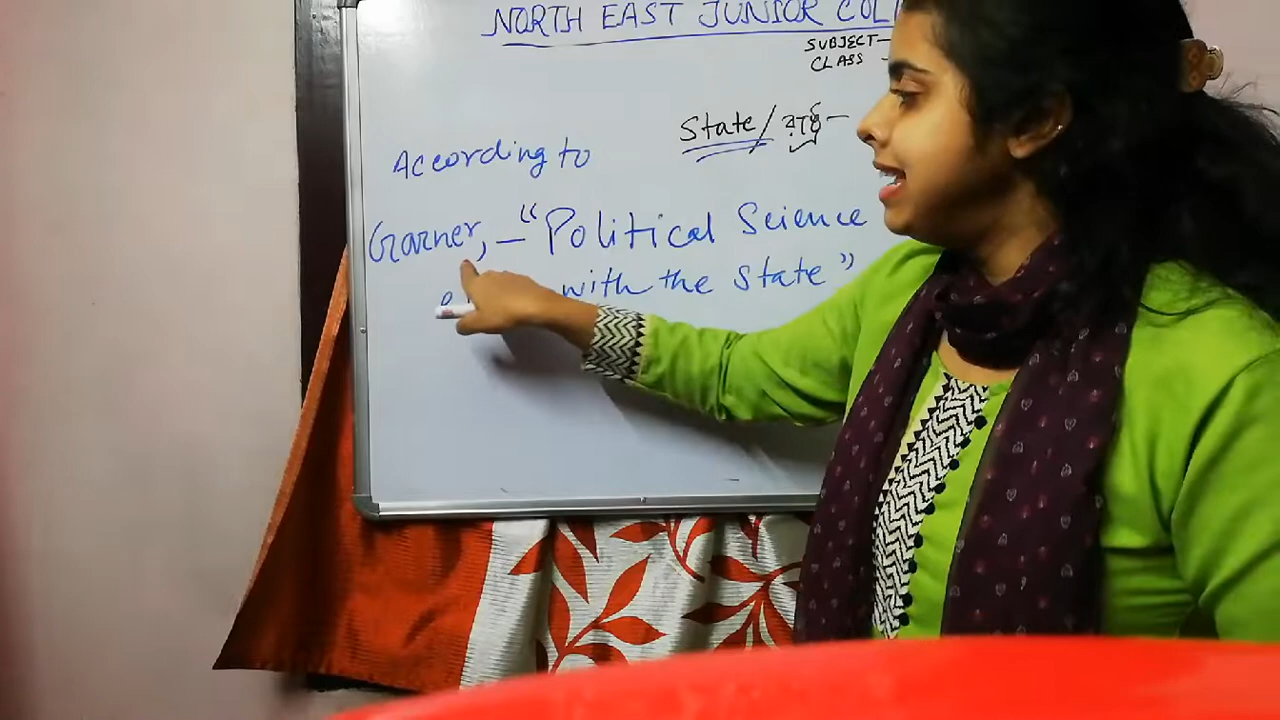 NORTH EAST JUNIOR COL
SUBJECT-
CLASS -
State/ ৰাষ্ট্ৰ -
According to
Garner, - "Political Science
with the State"